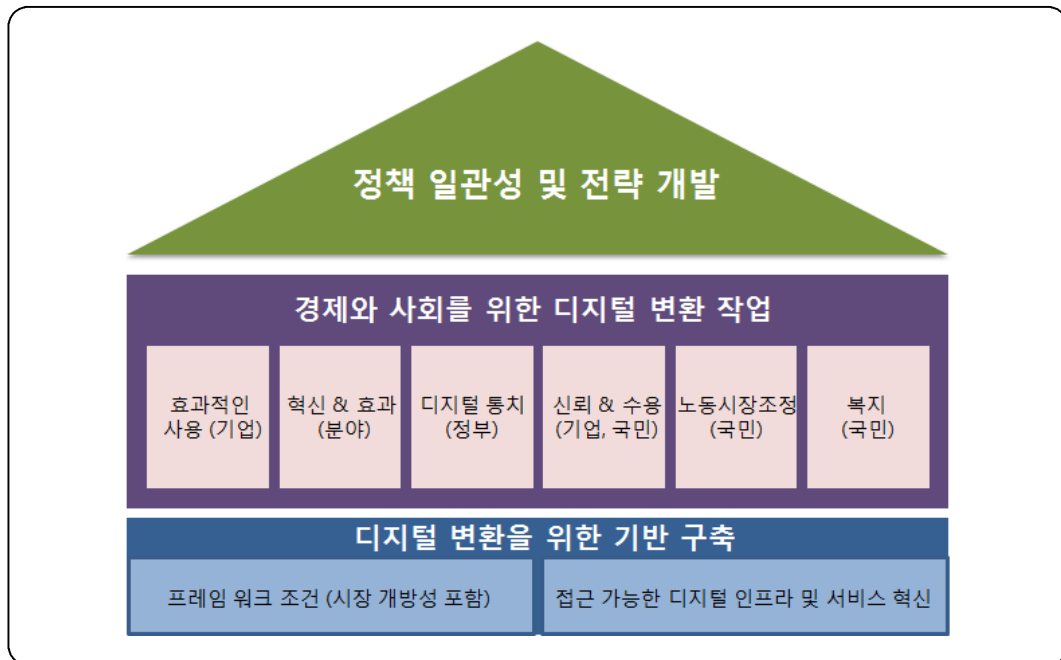 정책 일관성 및 전략 개발
경제와 사회를 위한 디지털 변환 작업
효과적인
사용 (기업)
혁신 & 효과
(분야)
디지털 통치
(정부)
신뢰 & 수용
(기업, 국민)
노동시장조정
(국민)
복지
(국민)
디지털 변환을 위한 기반 구축
프레임 워크 조건 (시장 개방성 포함)
접근 가능한 디지털 인프라 및 서비스 혁신